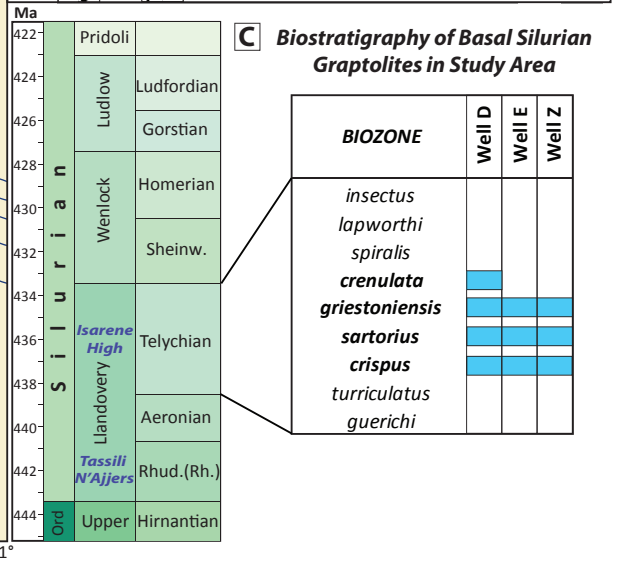 Ma
C Biostratigraphy of Basal Silurian
Graptolites in Study Area
422
424
426
428
430
432
434
436
438
440
442
444
Silurian
Ord
Pridoli
Ludlow
Wenlock
Llandovery
Isarene
High
Tassili
N'Ajjers
Upper
Ludfordian
Gorstian
Homerian
Sheinw.
Telychian
Aeronian
Rhud.(Rh.)
Hirnantian
BIOZONE
Well D
Well E
Well Z
insectus
lapworthi
spiralis
crenulata
griestoniensis
sartorius
crispus
turriculatus
guerichi
1°